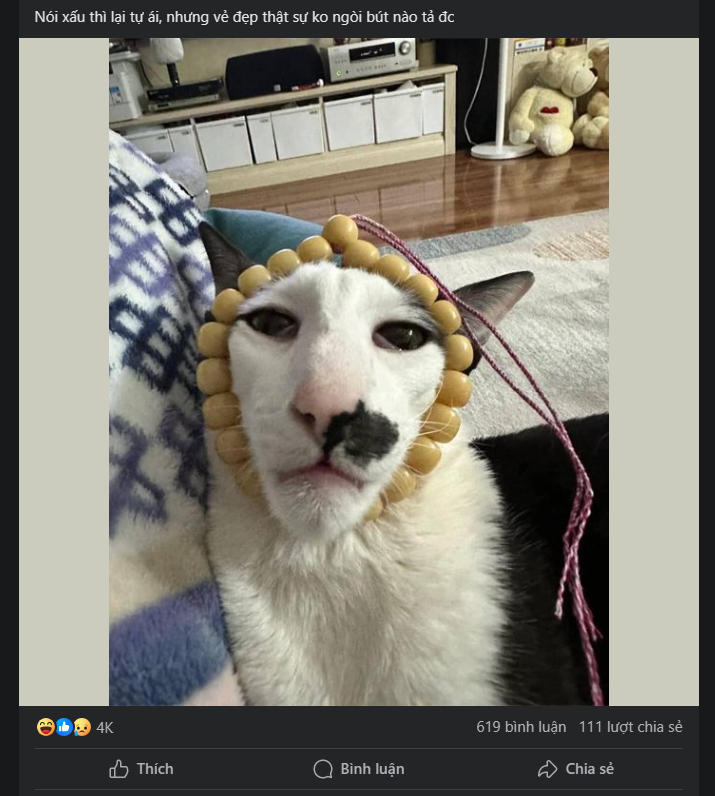 Nói xấu thì lại tự ái, nhưng vẻ đẹp thật sự ko ngòi bút nào tả đc
4K
619 bình luận 111 lượt chia sẻ
Thích Bình luận Chia sẻ